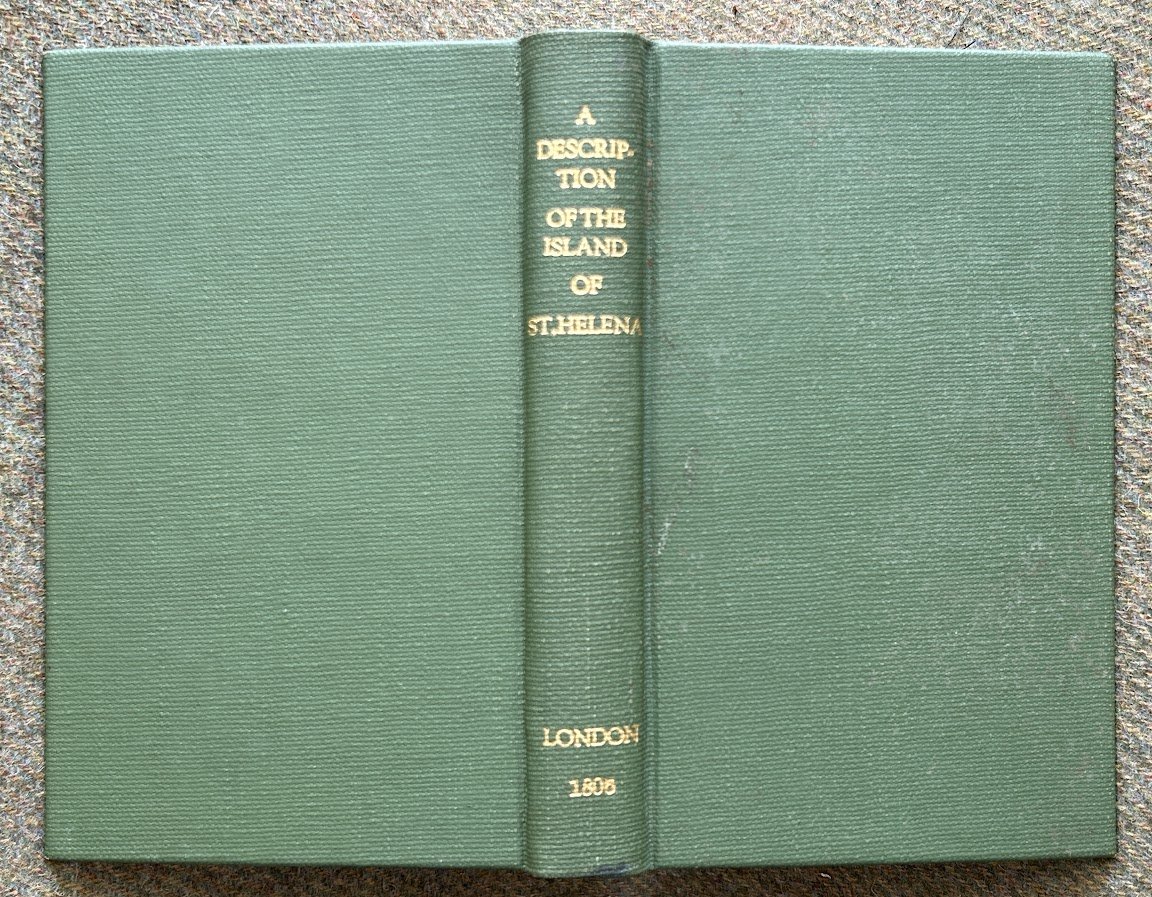 A
DESCRIP-
TION
OF THE
ISLAND
OF
ST. HELENA
LONDON
1805